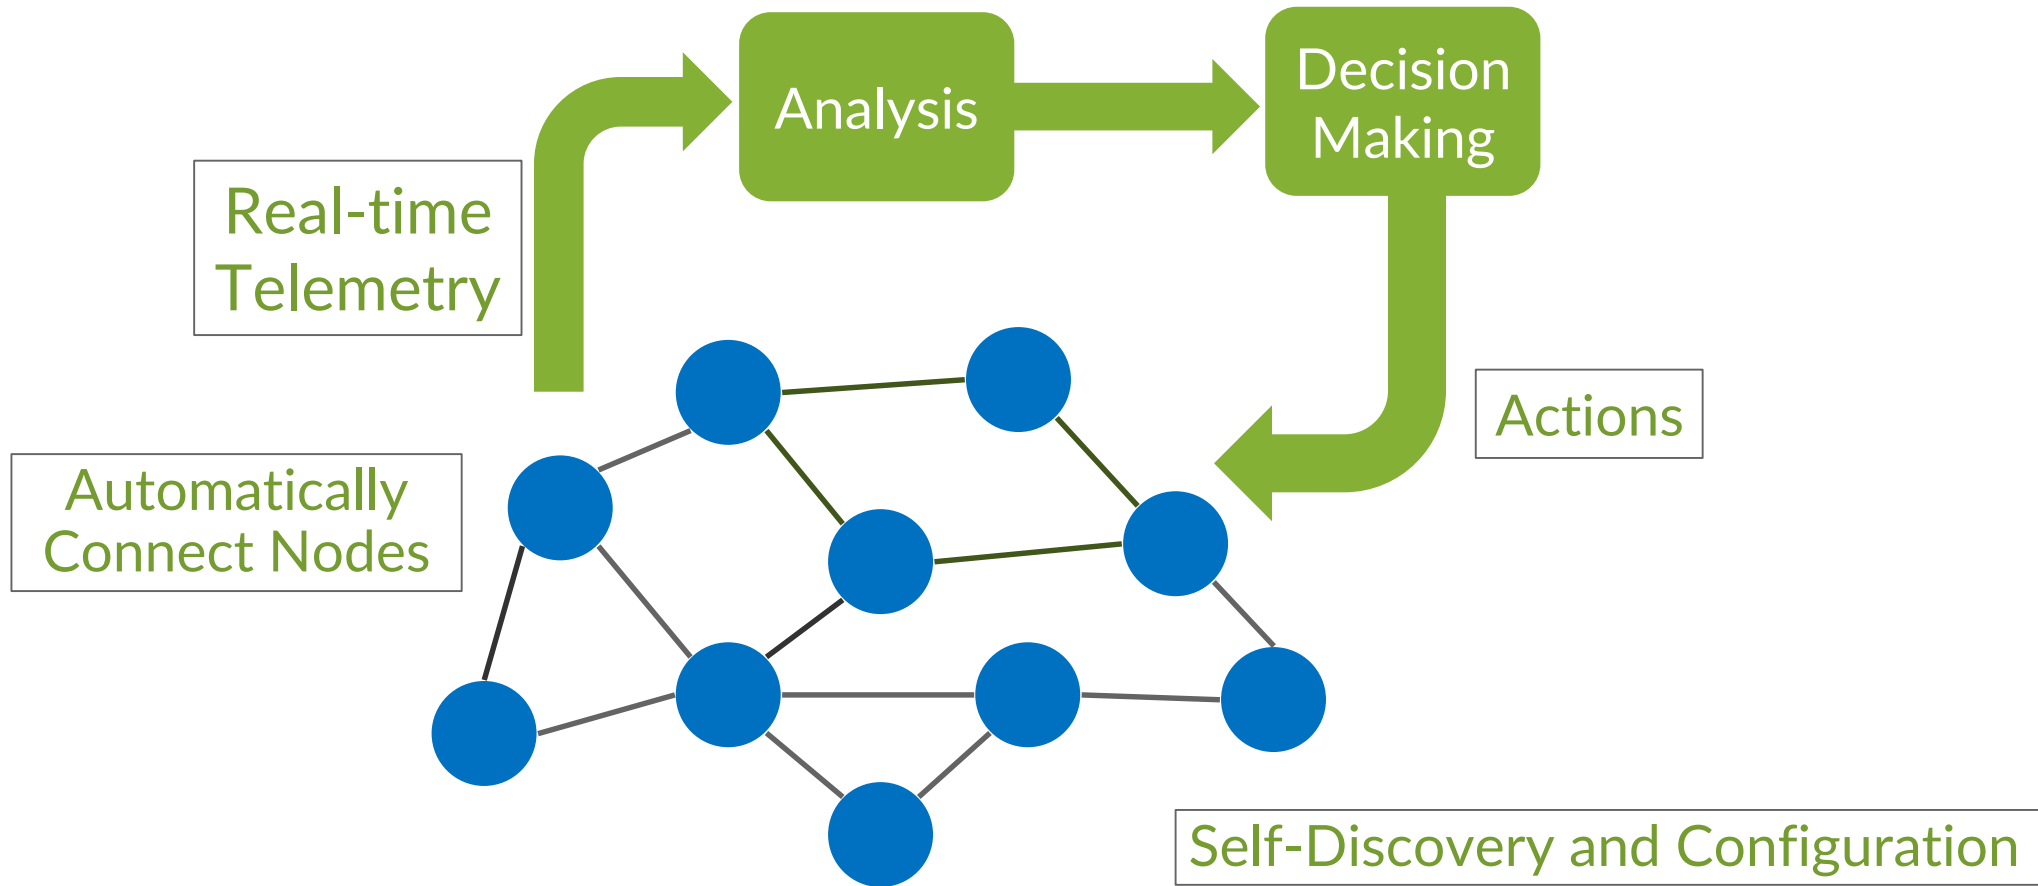 Analysis
Decision
Making
Real-time
Telemetry
Actions
Automatically
Connect Nodes
Self-Discovery and Configuration